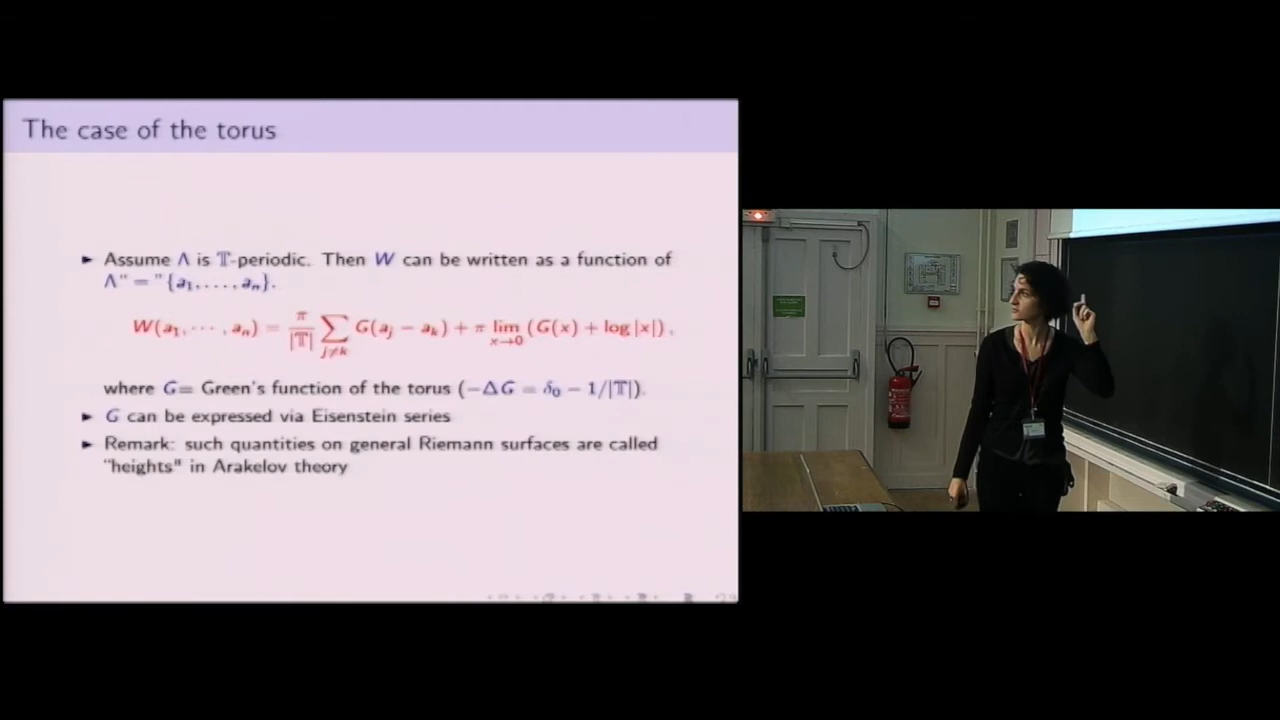 The case of the torus
► Assume Λ is 𝕋-periodic. Then W can be written as a function of
Λ" = "{a₁, . . . , aₙ}.
W(a₁, · · · , aₙ) = π/|𝕋| ∑_{j≠k} G(aⱼ − aₖ) + π lim_{x→0} (G(x) + log |x|) ,
where G= Green's function of the torus (−ΔG = δ₀ − 1/|𝕋|).
► G can be expressed via Eisenstein series
► Remark: such quantities on general Riemann surfaces are called
"heights" in Arakelov theory